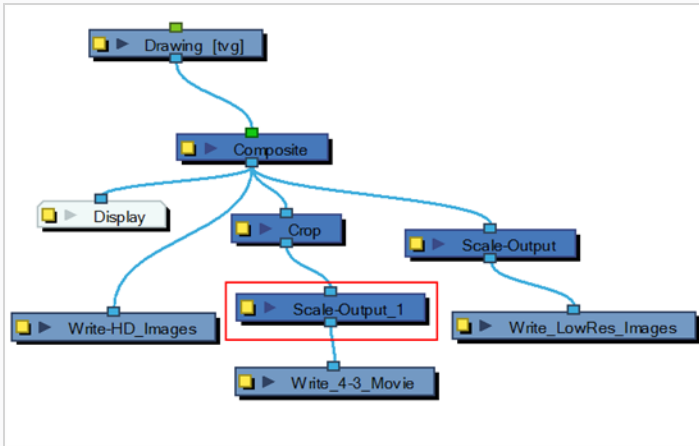 Drawing [tvg]
Composite
Display
Crop
Scale-Output
Write-HD_Images
Scale-Output_1
Write_LowRes_Images
Write_4-3_Movie